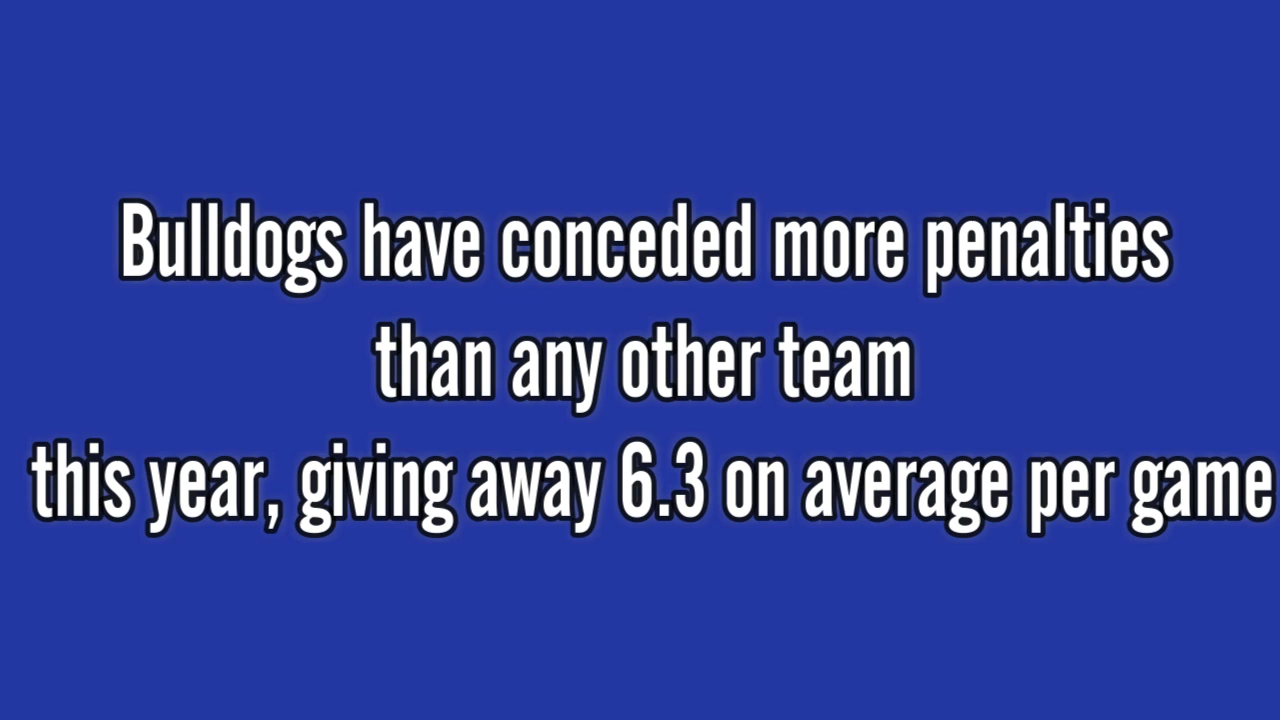 Bulldogs have conceded more penalties
than any other team
this year, giving away 6.3 on average per game